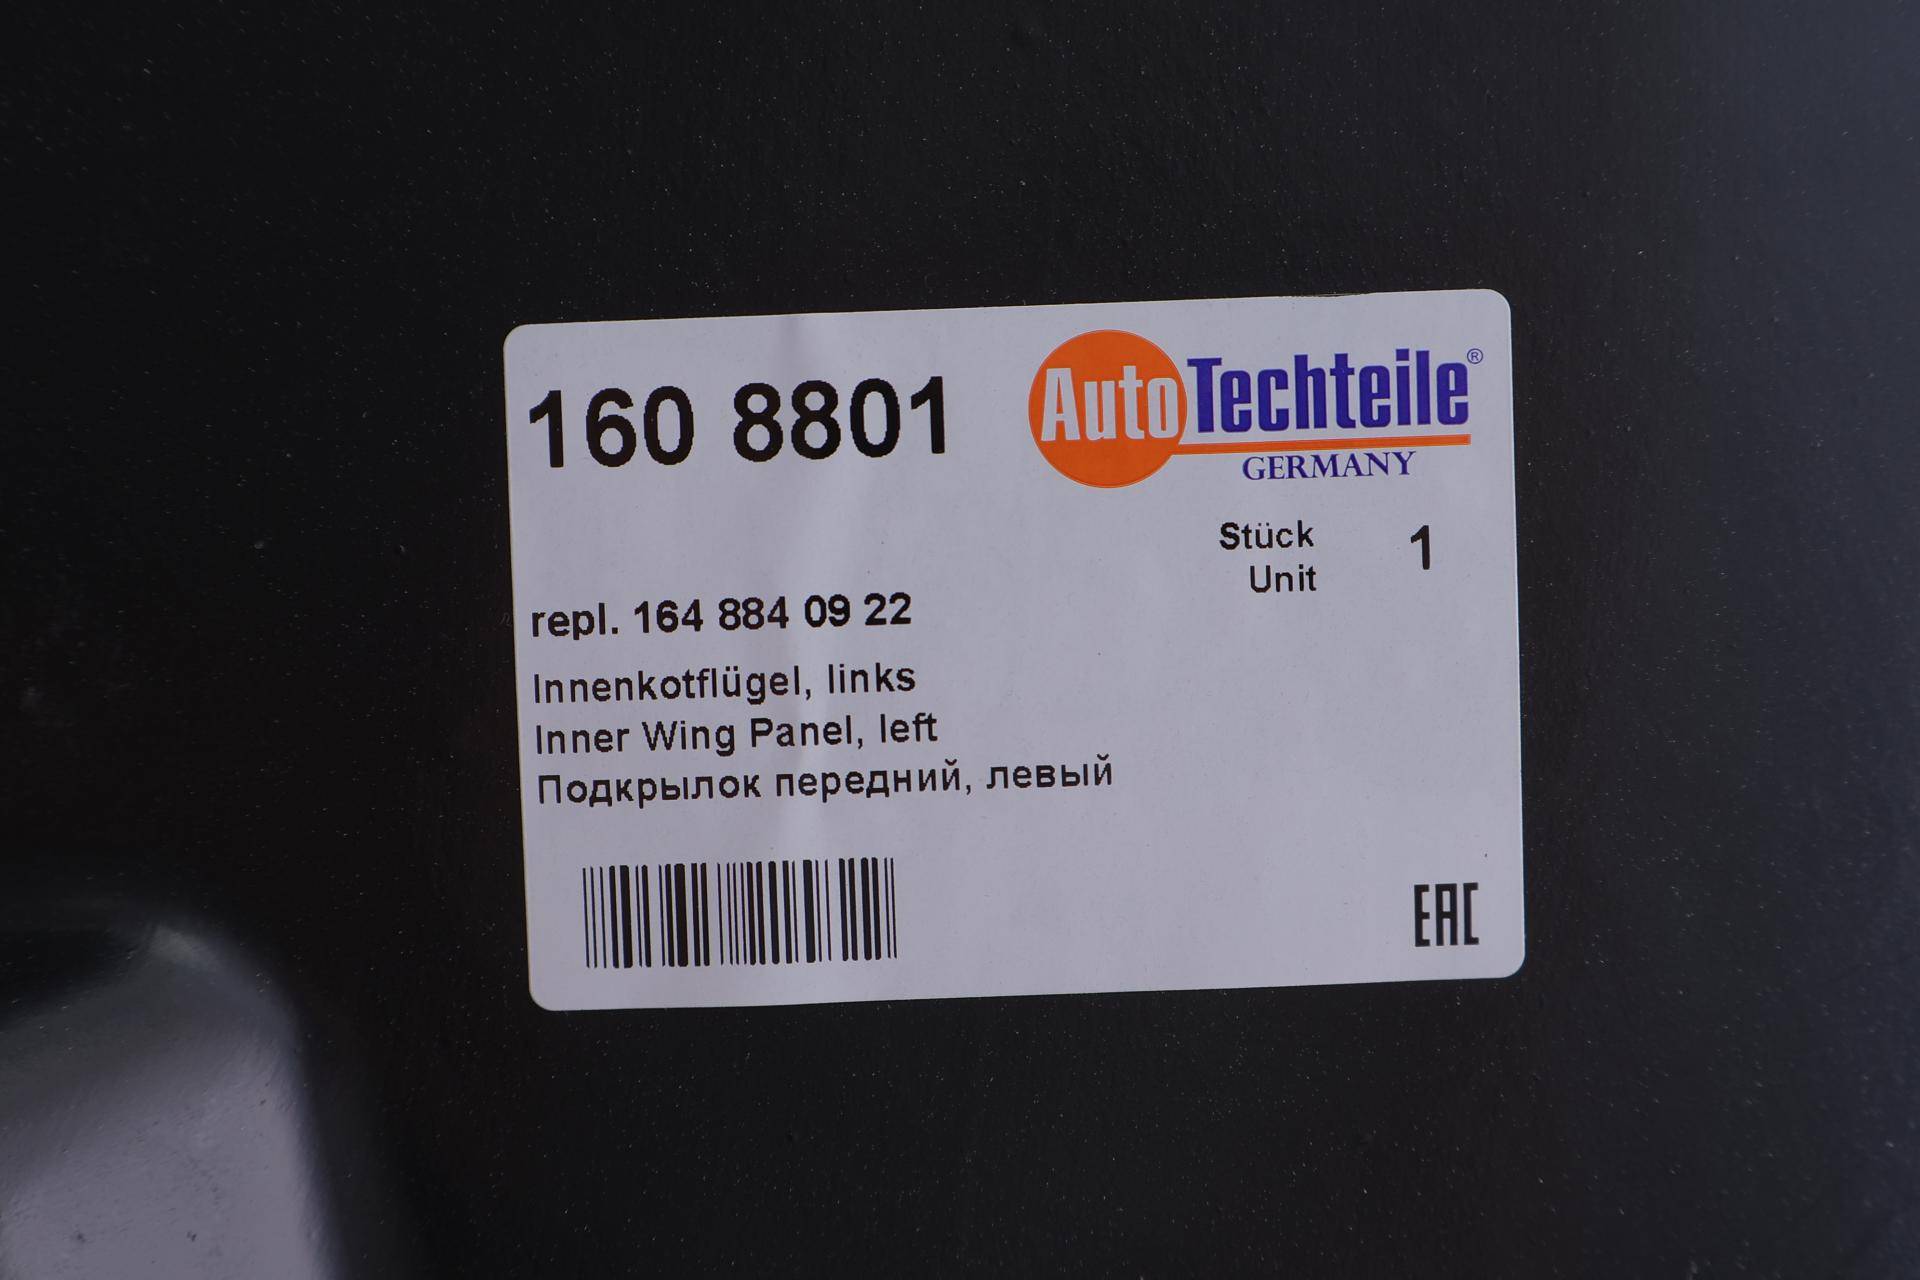 160 8801
AutoTechteile®
GERMANY
Stück 1
Unit
repl. 164 884 09 22
Innenkotflügel, links
Inner Wing Panel, left
Подкрылок передний, левый
EAC